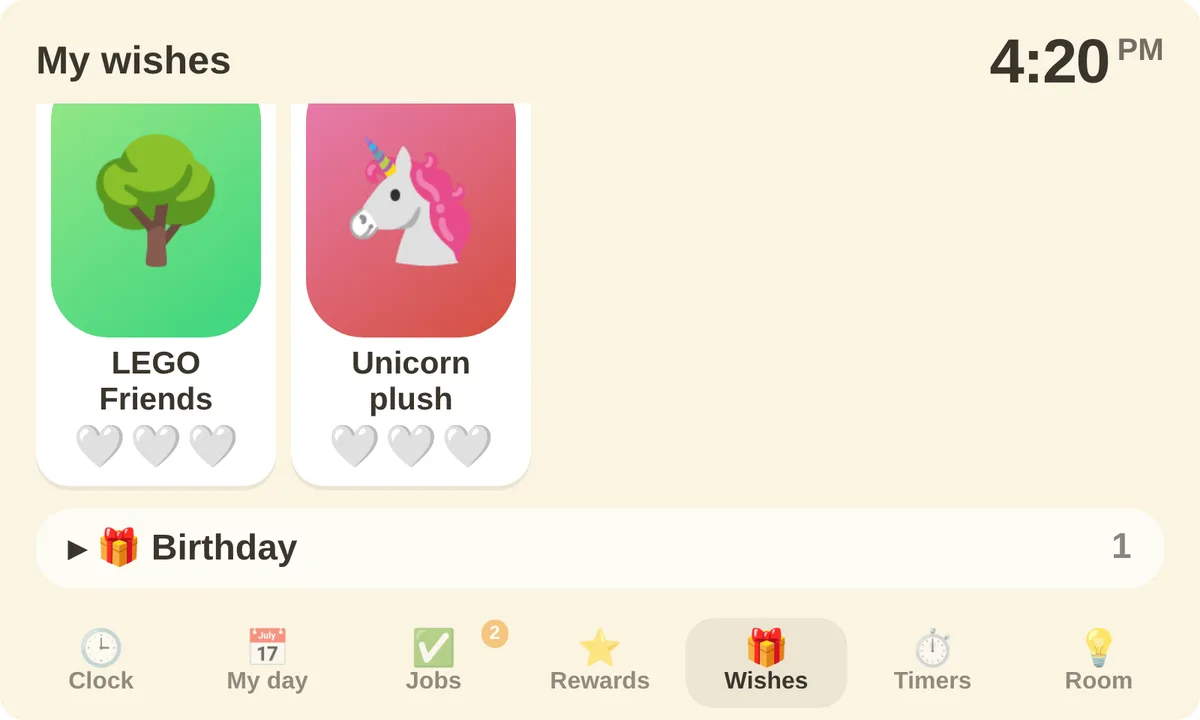 My wishes
4:20 PM
LEGO
Friends
Unicorn
plush
Birthday
1
July
17
2
Clock
My day
Jobs
Rewards
Wishes
Timers
Room